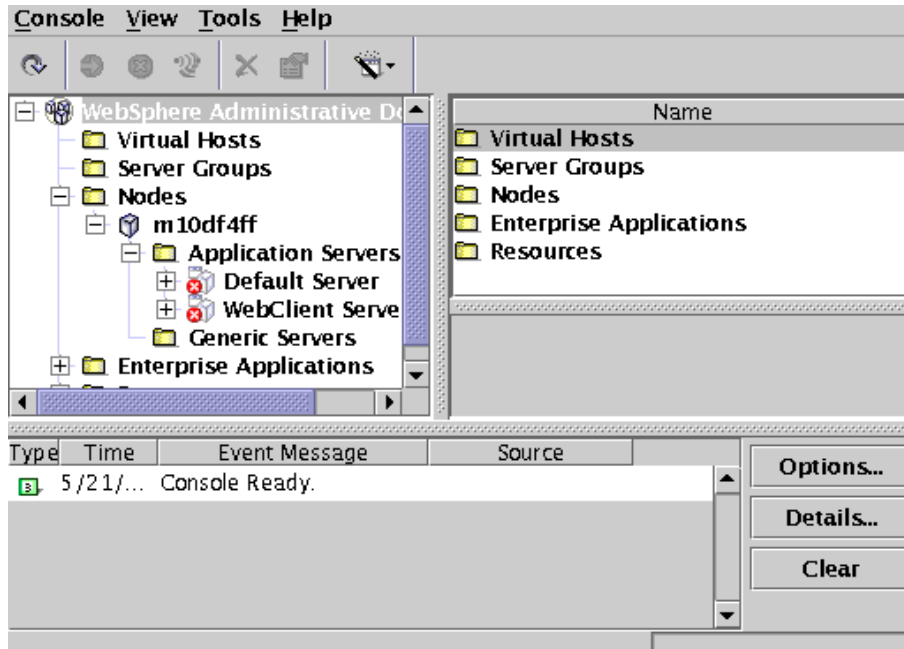 Console View Tools Help
WebSphere Administrative Do
Virtual Hosts
Server Groups
Nodes
m10df4ff
Application Servers
Default Server
WebClient Serve
Generic Servers
Enterprise Applications
Name
Virtual Hosts
Server Groups
Nodes
Enterprise Applications
Resources
Type Time Event Message Source
5/21/... Console Ready.
Options...
Details...
Clear